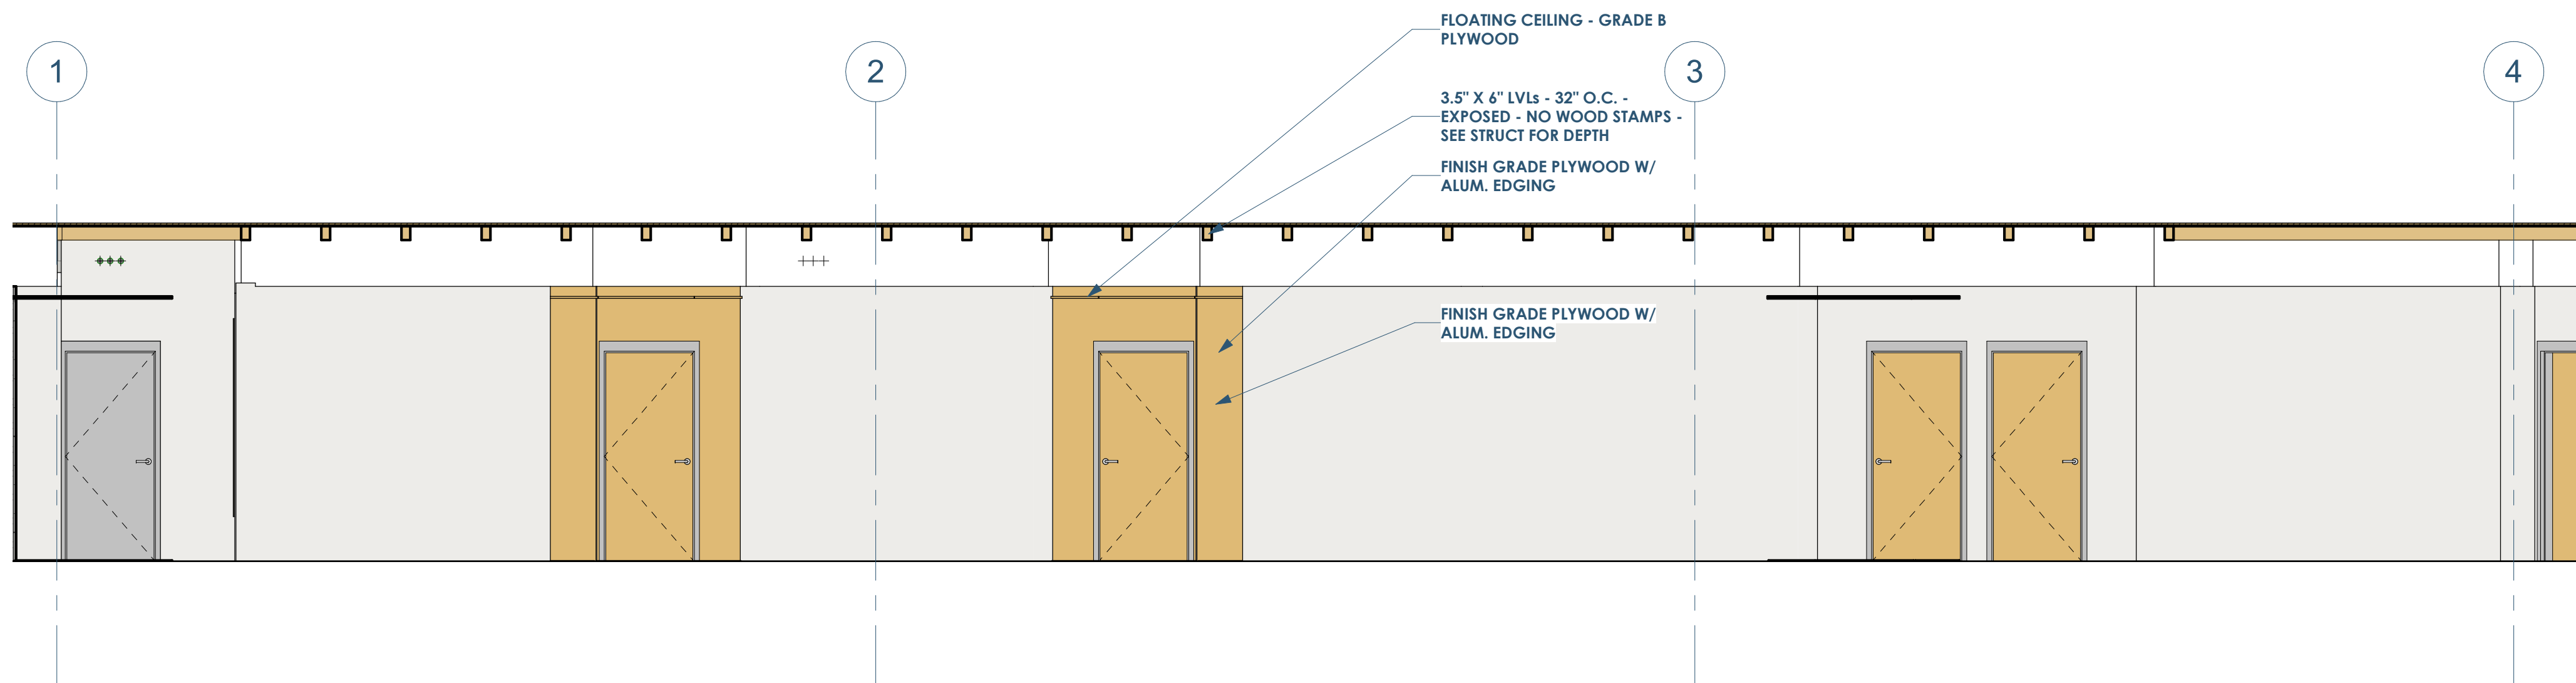 FLOATING CEILING - GRADE B
PLYWOOD
1
2
3
4
3.5" X 6" LVLs - 32" O.C. -
EXPOSED - NO WOOD STAMPS -
SEE STRUCT FOR DEPTH
FINISH GRADE PLYWOOD W/
ALUM. EDGING
FINISH GRADE PLYWOOD W/
ALUM. EDGING